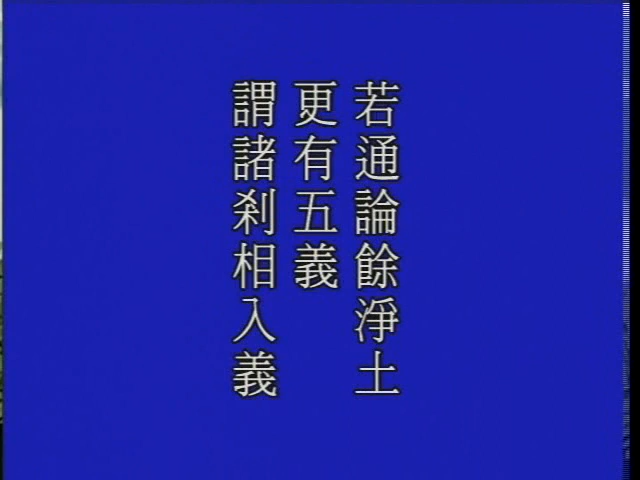 若通論餘淨土
更有五義
謂諸剎相入義